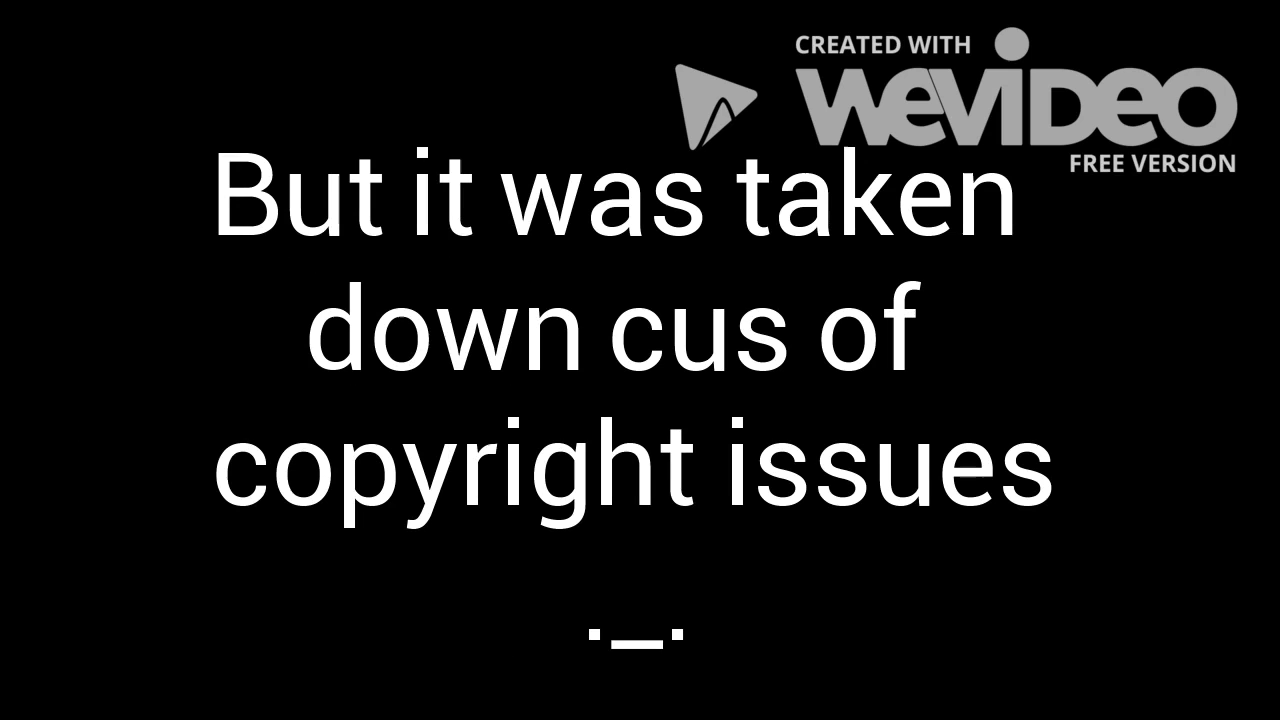 CREATED WITH
WEVIDEO
FREE VERSION
But it was taken
down cus of
copyright issues
._.